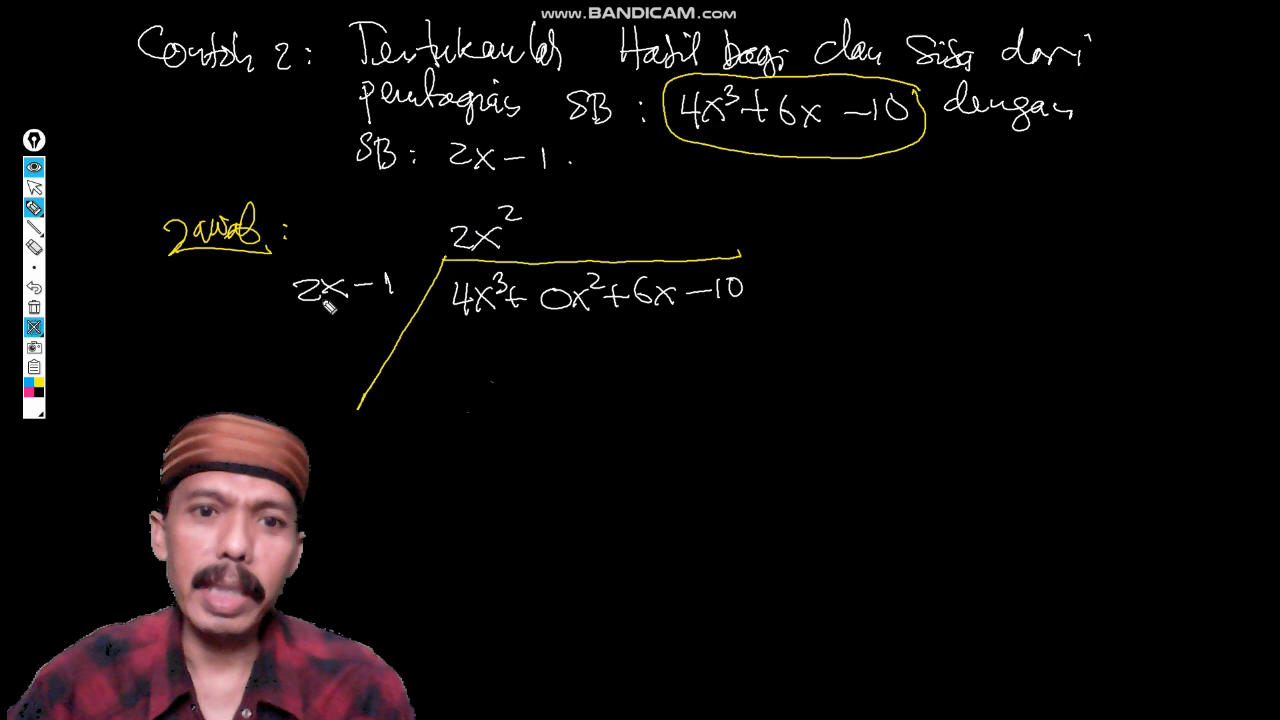 www.BANDICAM.com
Contoh 2 : Tentukanlah Hasil bagi dan Sisa dari
pembagian SB : 4x³ + 6x - 10 dengan
SB : 2x - 1 .
Jawab :
2x²
2x - 1
4x³ + 0x² + 6x - 10